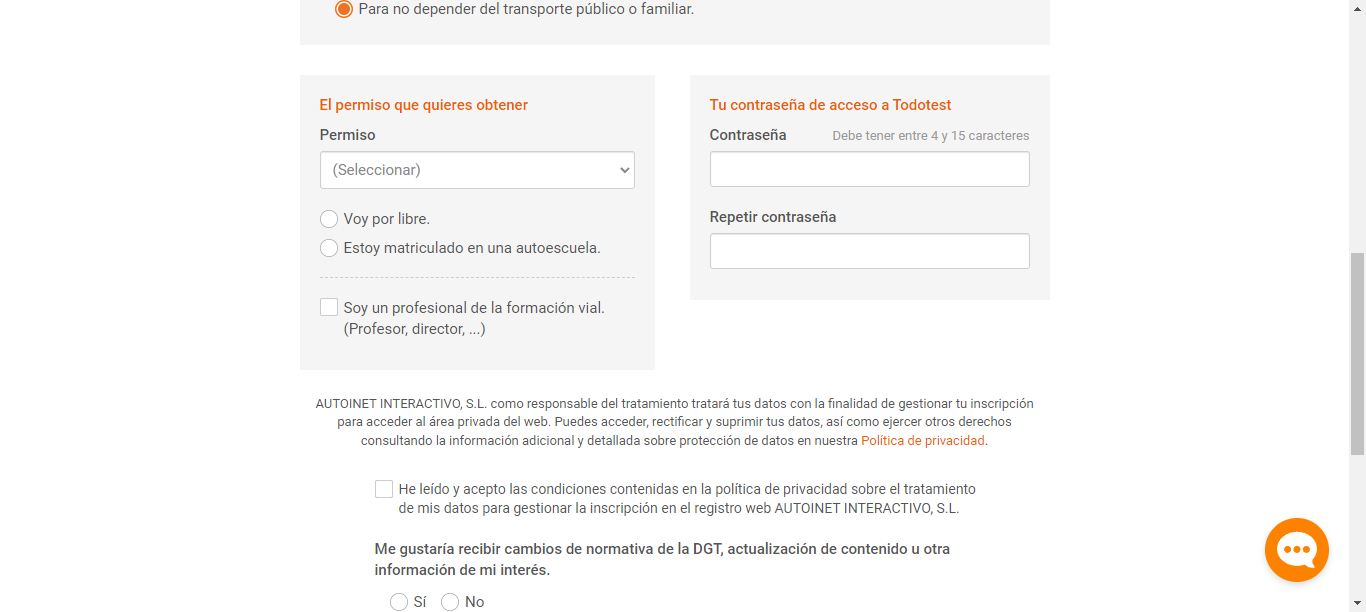 Para no depender del transporte público o familiar.
El permiso que quieres obtener
Permiso
(Seleccionar)
Voy por libre.
Estoy matriculado en una autoescuela.
Soy un profesional de la formación vial.
(Profesor, director, ...)
Tu contraseña de acceso a Todotest
Contraseña Debe tener entre 4 y 15 caracteres
Repetir contraseña
AUTOINET INTERACTIVO, S.L. como responsable del tratamiento tratará tus datos con la finalidad de gestionar tu inscripción
para acceder al área privada del web. Puedes acceder, rectificar y suprimir tus datos, así como ejercer otros derechos
consultando la información adicional y detallada sobre protección de datos en nuestra Política de privacidad.
He leído y acepto las condiciones contenidas en la política de privacidad sobre el tratamiento
de mis datos para gestionar la inscripción en el registro web AUTOINET INTERACTIVO, S.L.
Me gustaría recibir cambios de normativa de la DGT, actualización de contenido u otra
información de mi interés.
Sí No